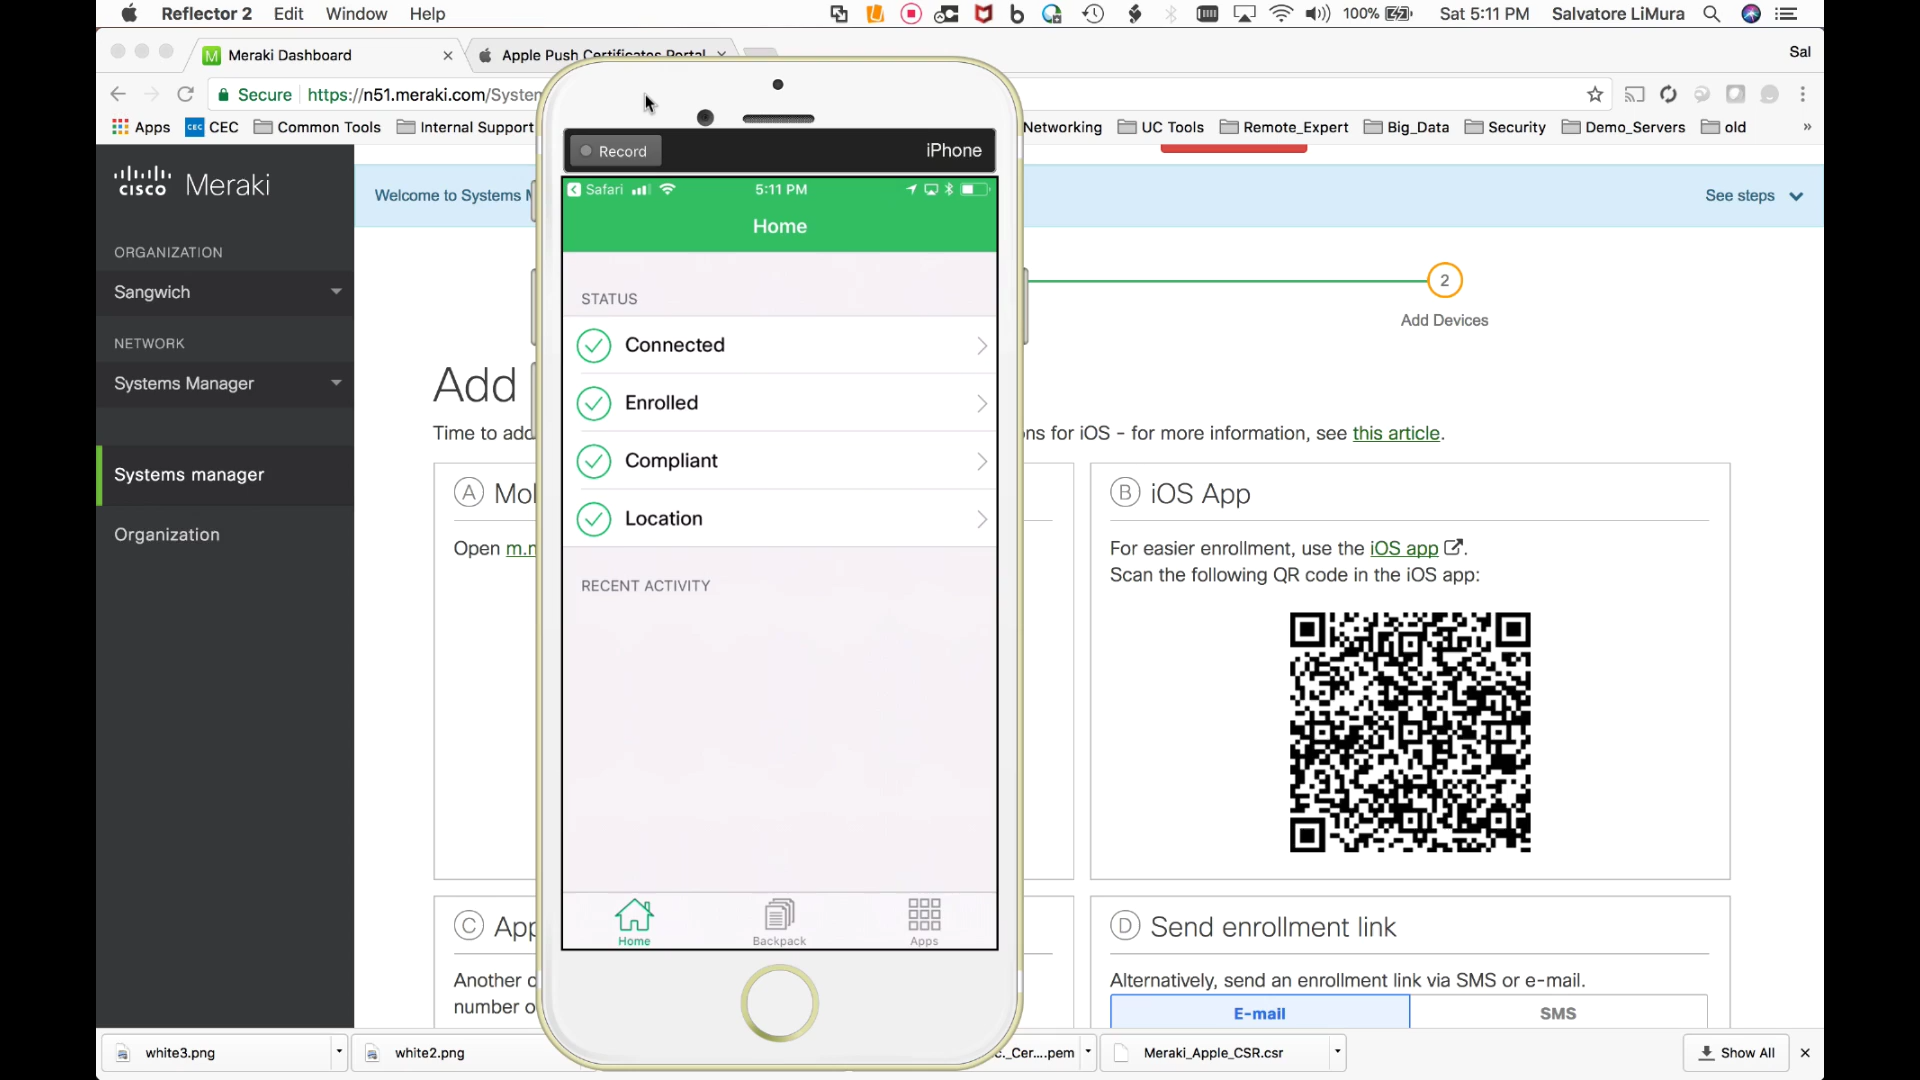 Reflector 2 Edit Window Help 100% Sat 5:11 PM Salvatore LiMura
Meraki Dashboard Apple Push Certificates Portal Sal
Secure https://n51.meraki.com/System
Apps CEC CEC Common Tools Internal Support Networking UC Tools Remote_Expert Big_Data Security Demo_Servers old »
Record iPhone
Safari 5:11 PM
Home
STATUS
Connected
Enrolled
Compliant
Location
RECENT ACTIVITY
Home Backpack Apps
cisco Meraki
ORGANIZATION
Sangwich
NETWORK
Systems Manager
Systems manager
Organization
Welcome to Systems See steps
2
Add Devices
Add
Time to add ns for iOS - for more information, see this article.
A Mo
Open m.
B iOS App
For easier enrollment, use the iOS app.
Scan the following QR code in the iOS app:
C App
Another
number o
D Send enrollment link
Alternatively, send an enrollment link via SMS or e-mail.
E-mail SMS
white3.png white2.png c._Cer....pem Meraki_Apple_CSR.csr Show All